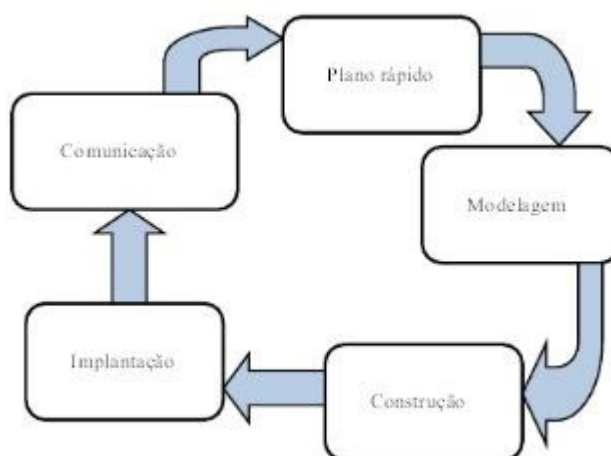 Plano rápido
Comunicação
Modelagem
Implantação
Construção